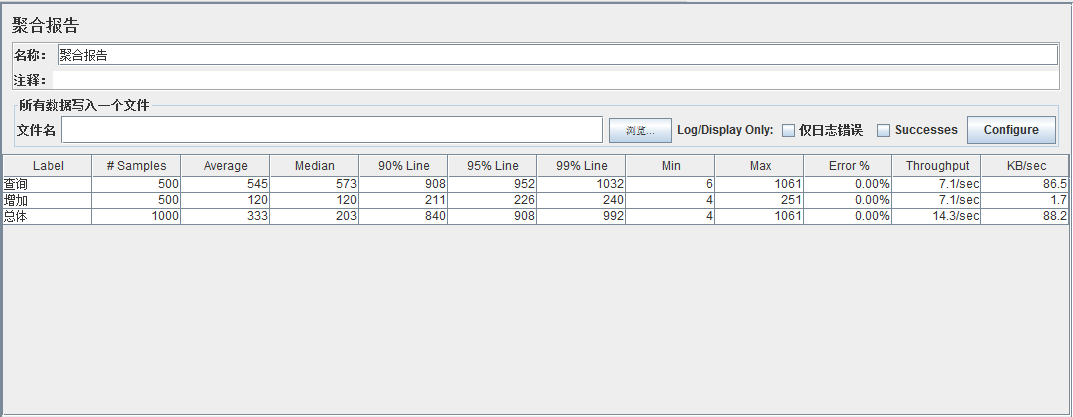 聚合报告
名称： 聚合报告
注释：
所有数据写入一个文件
文件名 浏览... Log/Display Only: 仅日志错误 Successes Configure
Label # Samples Average Median 90% Line 95% Line 99% Line Min Max Error % Throughput KB/sec
查询 500 545 573 908 952 1032 6 1061 0.00% 7.1/sec 86.5
增加 500 120 120 211 226 240 4 251 0.00% 7.1/sec 1.7
总体 1000 333 203 840 908 992 4 1061 0.00% 14.3/sec 88.2